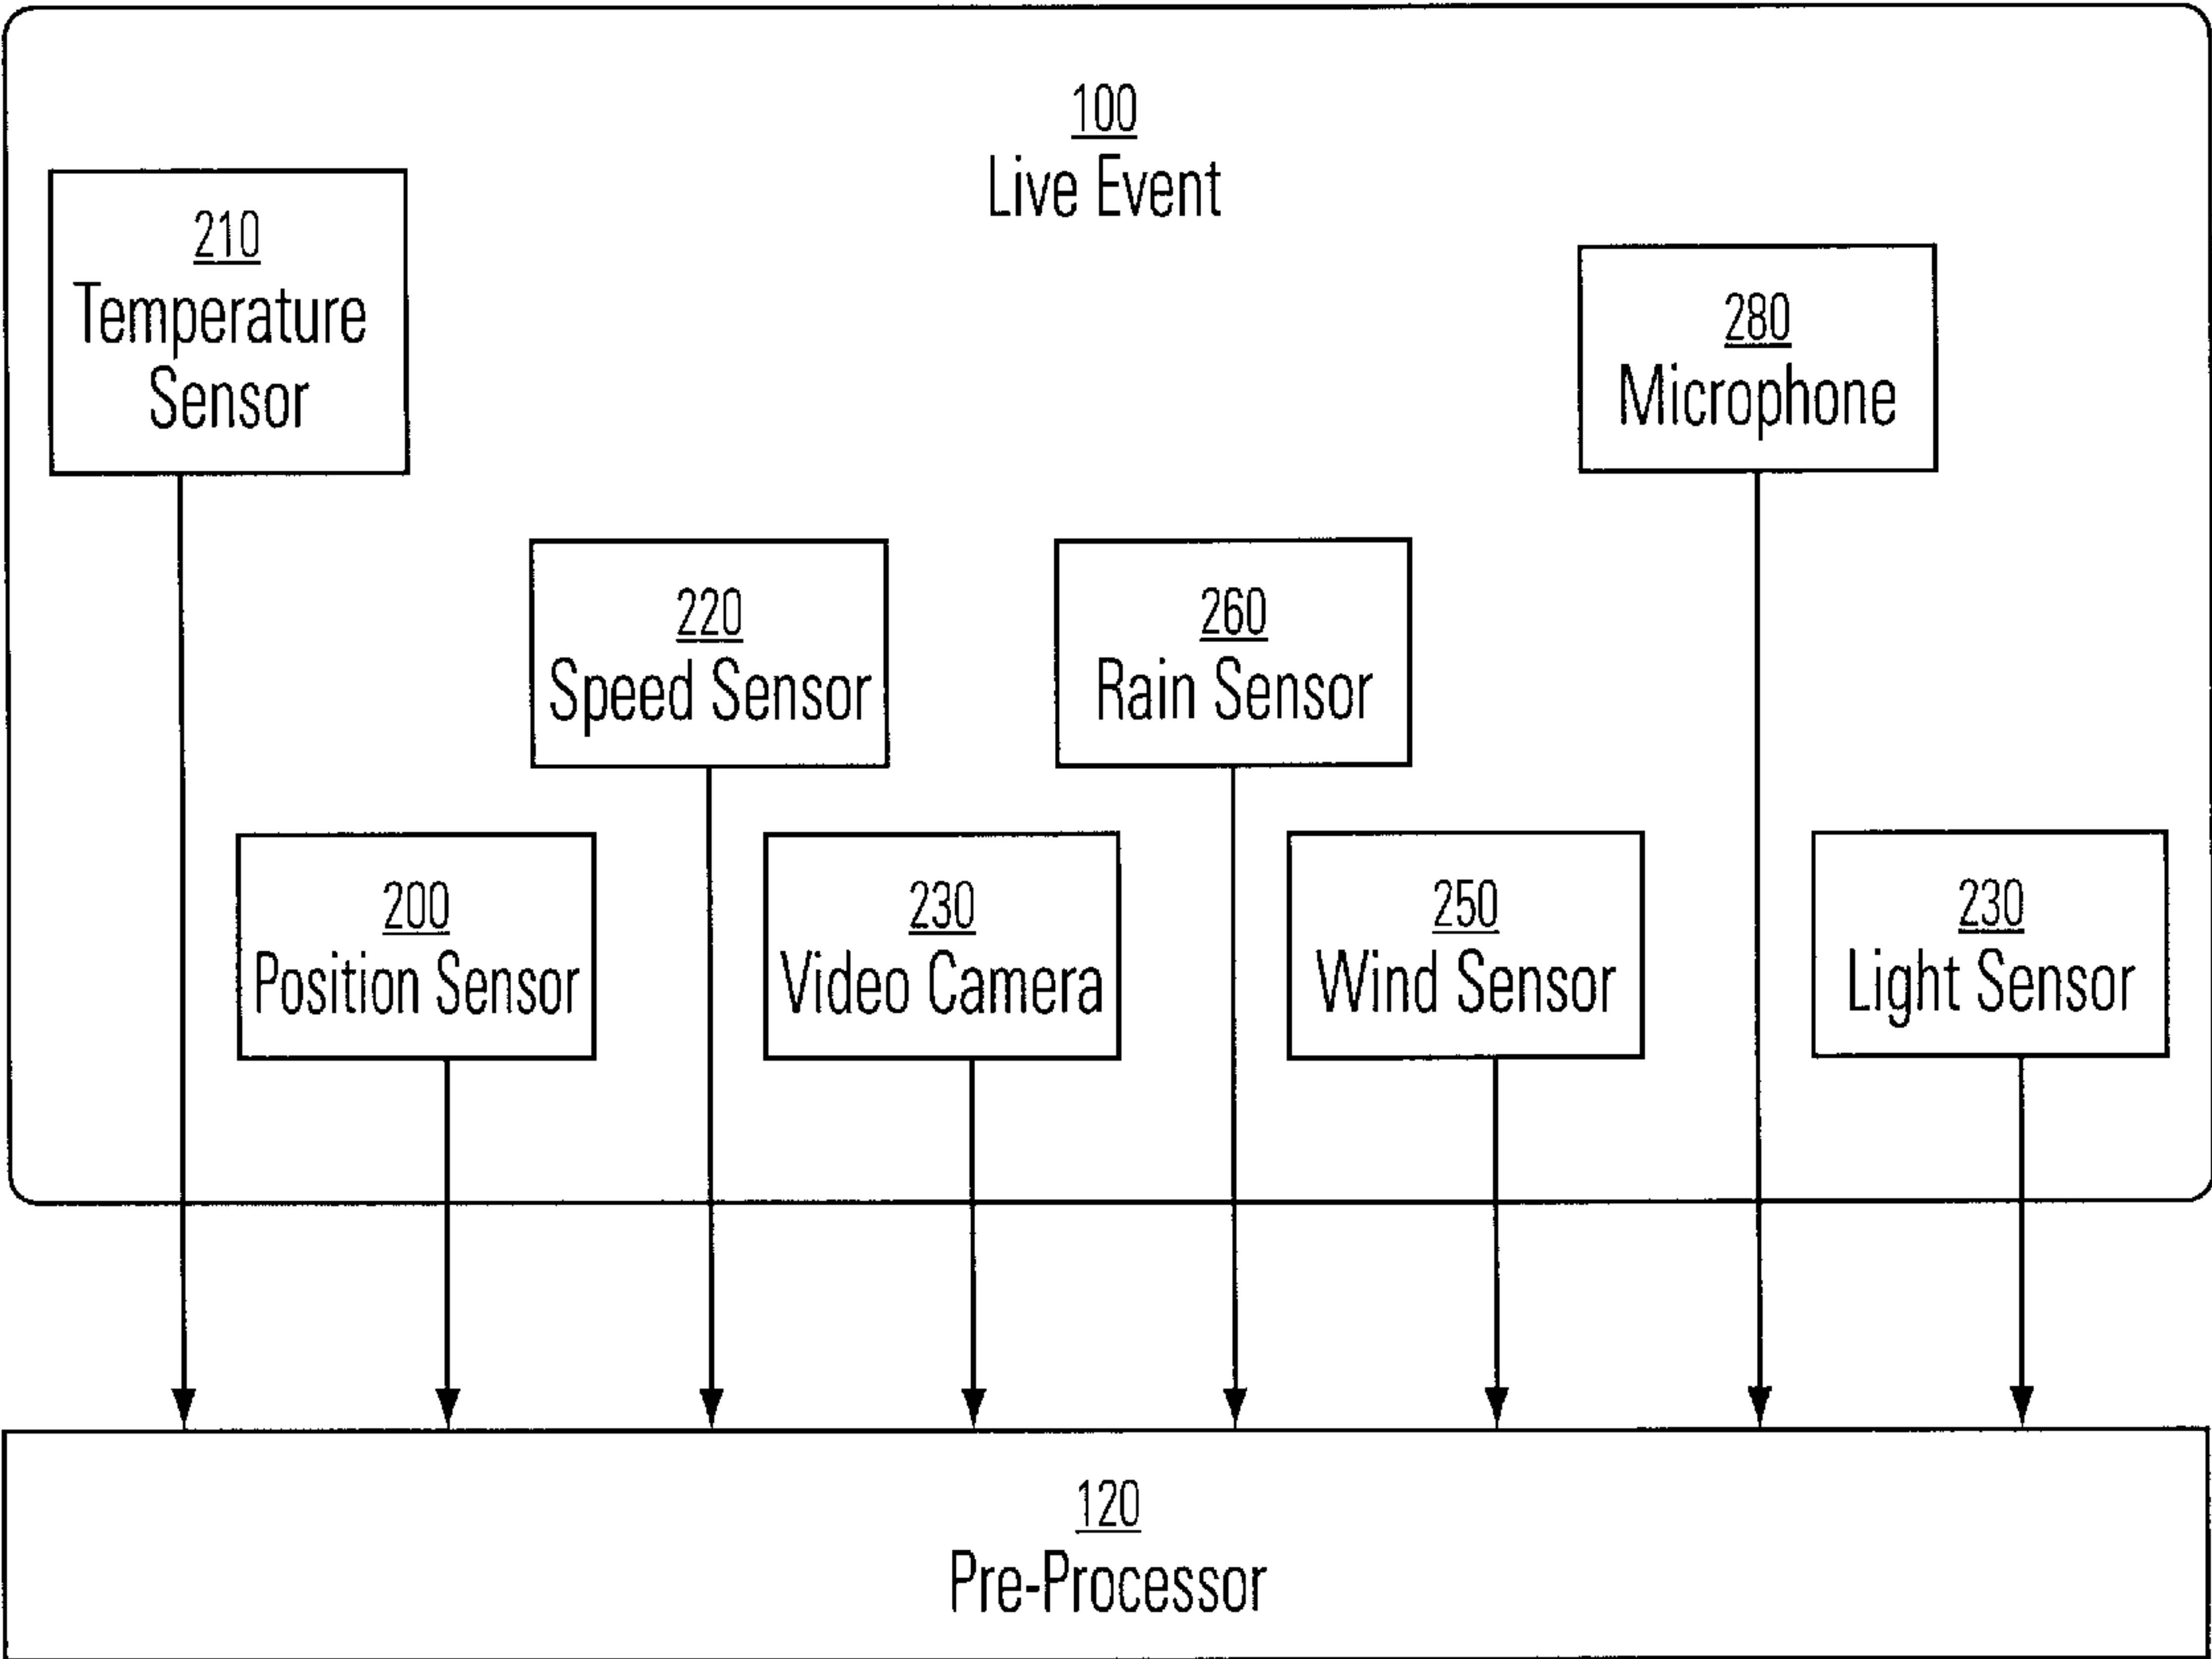 100
Live Event
210
Temperature
Sensor
280
Microphone
220
Speed Sensor
260
Rain Sensor
200
Position Sensor
230
Video Camera
250
Wind Sensor
230
Light Sensor
120
Pre-Processor